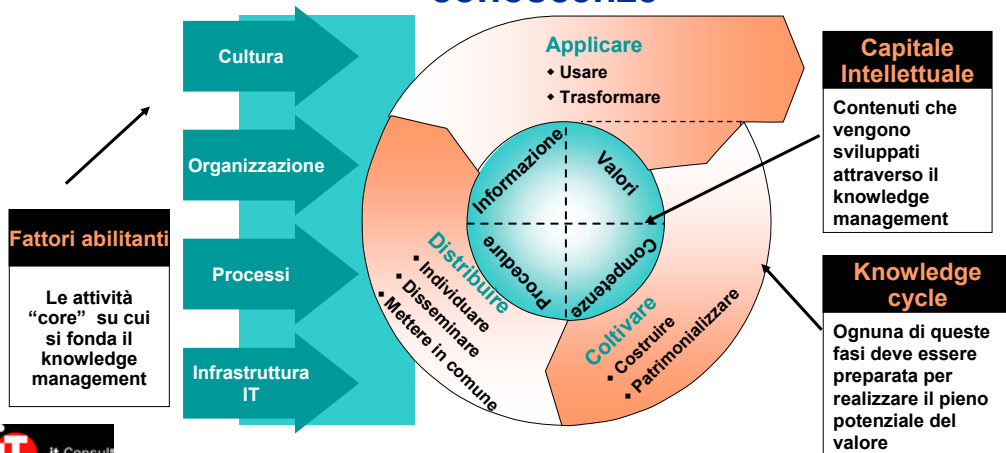 Cultura
Organizzazione
Processi
Infrastruttura
IT
Fattori abilitanti
Le attività
“core” su cui
si fonda il
knowledge
management
Applicare
Usare
Trasformare
Informazione
Valori
Procedure
Competenze
Distribuire
Individuare
Disseminare
Mettere in comune
Coltivare
Costruire
Patrimonializzare
Capitale
Intellettuale
Contenuti che
vengono
sviluppati
attraverso il
knowledge
management
Knowledge
cycle
Ognuna di queste
fasi deve essere
preparata per
realizzare il pieno
potenziale del
valore